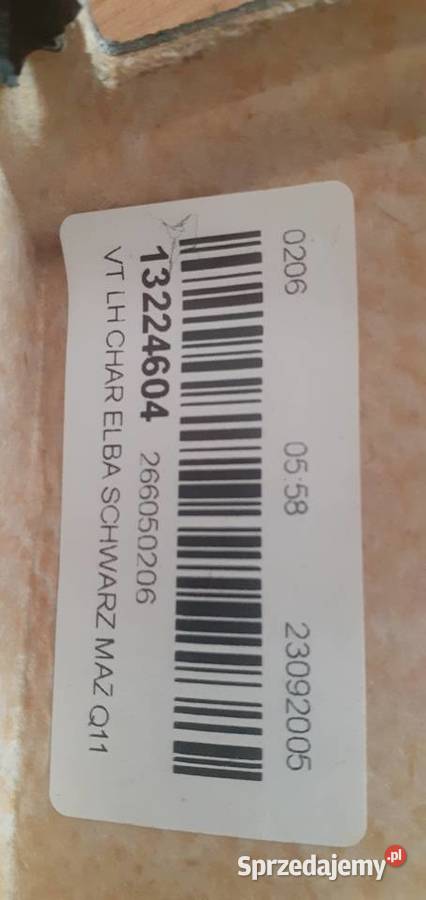 0206 05:58 23092005
13224604 266050206
VT LH CHAR ELBA SCHWARZ MAZ Q11
Sprzedajemy.pl